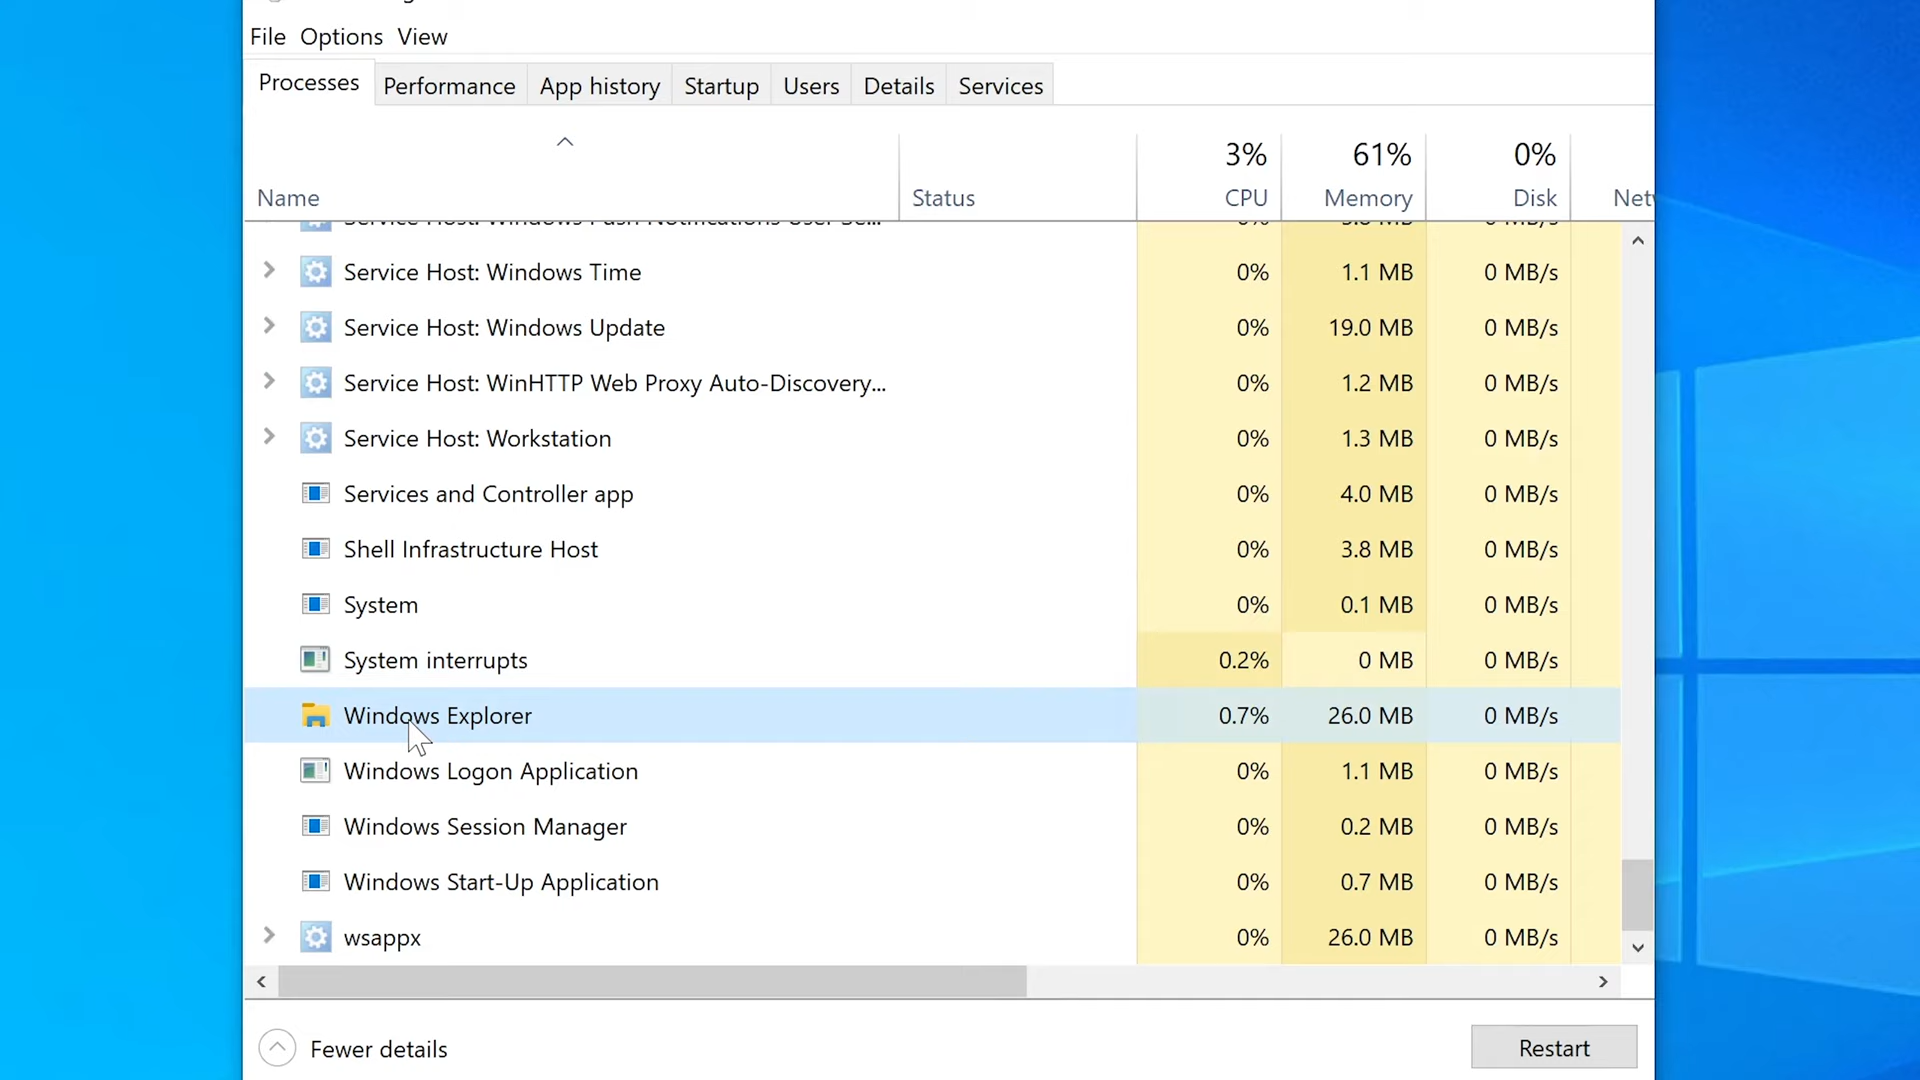 File Options View
Processes Performance App history Startup Users Details Services
3% 61% 0%
Name Status CPU Memory Disk
Service Host: Windows Push Notifications User Se...
Service Host: Windows Time 0% 1.1 MB 0 MB/s
Service Host: Windows Update 0% 19.0 MB 0 MB/s
Service Host: WinHTTP Web Proxy Auto-Discovery... 0% 1.2 MB 0 MB/s
Service Host: Workstation 0% 1.3 MB 0 MB/s
Services and Controller app 0% 4.0 MB 0 MB/s
Shell Infrastructure Host 0% 3.8 MB 0 MB/s
System 0% 0.1 MB 0 MB/s
System interrupts 0.2% 0 MB 0 MB/s
Windows Explorer 0.7% 26.0 MB 0 MB/s
Windows Logon Application 0% 1.1 MB 0 MB/s
Windows Session Manager 0% 0.2 MB 0 MB/s
Windows Start-Up Application 0% 0.7 MB 0 MB/s
wsappx 0% 26.0 MB 0 MB/s
Fewer details Restart